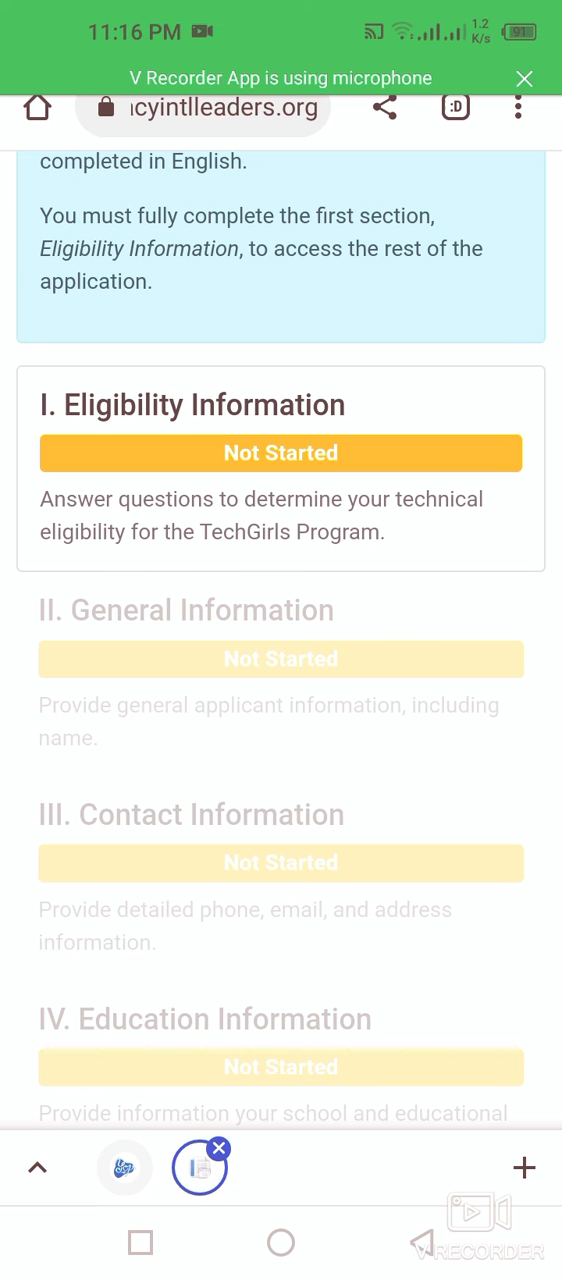 11:16 PM
1.2
K/s
91
V Recorder App is using microphone
ıcyintlleaders.org
:D
completed in English.
You must fully complete the first section,
Eligibility Information, to access the rest of the
application.
I. Eligibility Information
Not Started
Answer questions to determine your technical
eligibility for the TechGirls Program.
II. General Information
Not Started
Provide general applicant information, including
name.
III. Contact Information
Not Started
Provide detailed phone, email, and address
information.
IV. Education Information
Not Started
Provide information your school and educational
V RECORDER